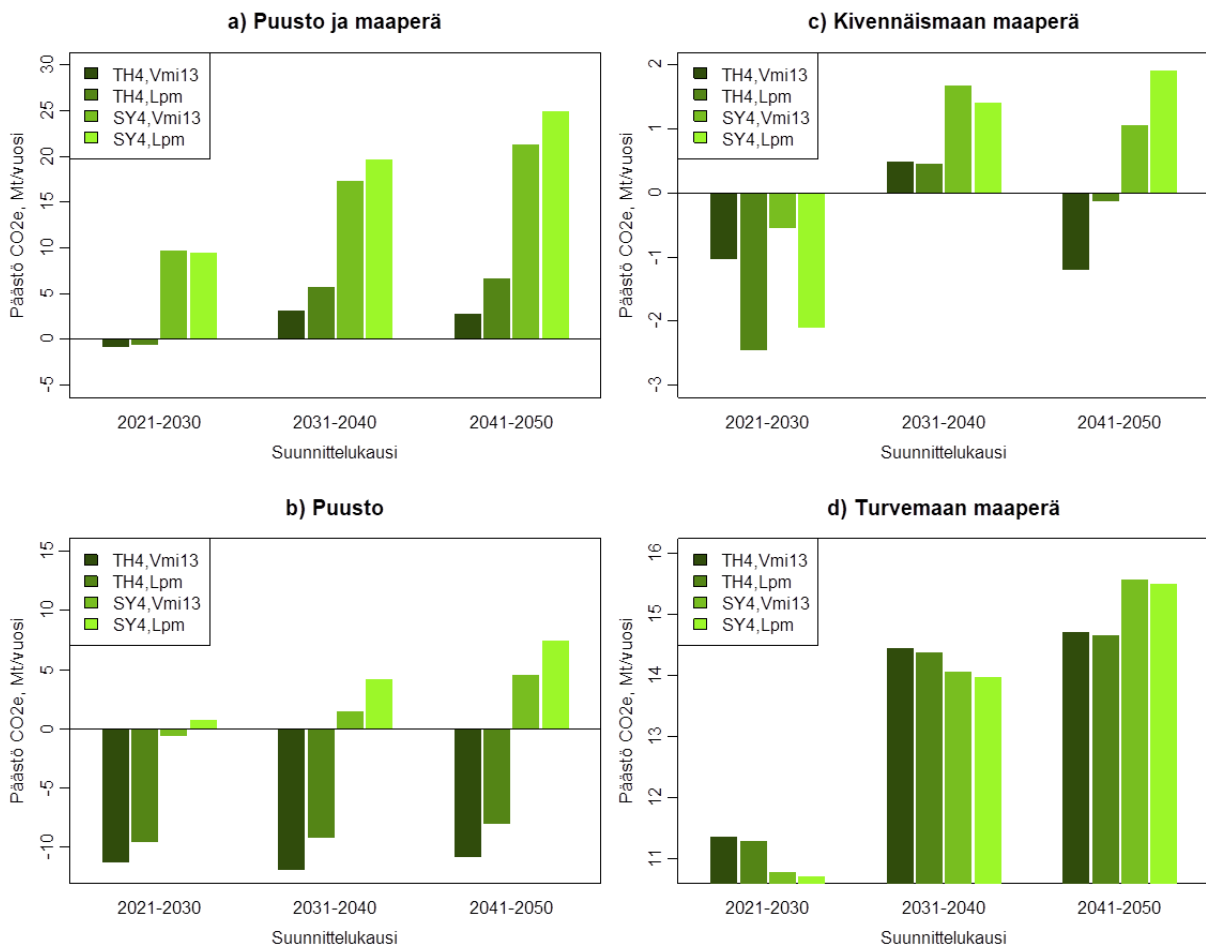 a) Puusto ja maaperä
Päästö CO2e, Mt/vuosi
30
25
20
15
10
5
0
-5
TH4,Vmi13
TH4,Lpm
SY4,Vmi13
SY4,Lpm
2021-2030
2031-2040
2041-2050
Suunnittelukausi
c) Kivennäismaan maaperä
Päästö CO2e, Mt/vuosi
2
1
0
-1
-2
-3
TH4,Vmi13
TH4,Lpm
SY4,Vmi13
SY4,Lpm
2021-2030
2031-2040
2041-2050
Suunnittelukausi
b) Puusto
Päästö CO2e, Mt/vuosi
15
10
5
0
-5
-10
TH4,Vmi13
TH4,Lpm
SY4,Vmi13
SY4,Lpm
2021-2030
2031-2040
2041-2050
Suunnittelukausi
d) Turvemaan maaperä
Päästö CO2e, Mt/vuosi
16
15
14
13
12
11
TH4,Vmi13
TH4,Lpm
SY4,Vmi13
SY4,Lpm
2021-2030
2031-2040
2041-2050
Suunnittelukausi